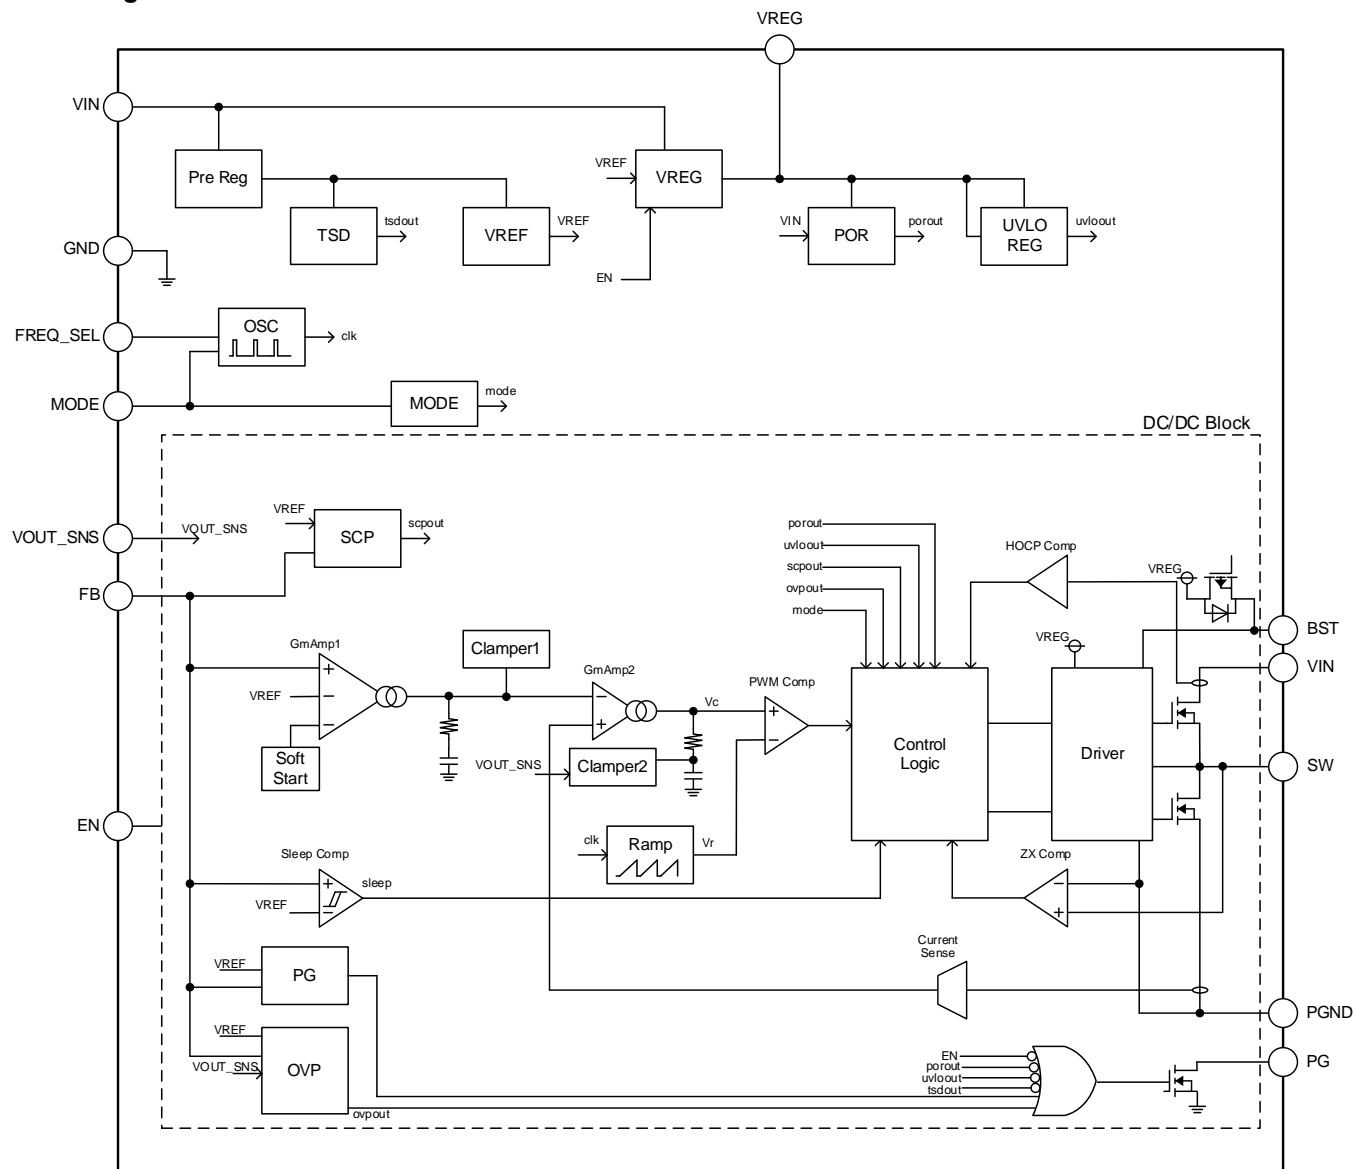 VREG
VIN
Pre Reg
VREF
VREG
TSD
tsdout
VREF
VREF
VIN
POR
porout
UVLO
REG
uvloout
EN
GND
FREQ_SEL
OSC
clk
MODE
MODE
mode
DC/DC Block
VOUT_SNS
VOUT_SNS
VREF
SCP
scpout
FB
porout
uvloout
scpout
ovpout
mode
HOCP Comp
VREG
BST
GmAmp1
Clamper1
GmAmp2
VREG
VIN
+
VREF
−
−
Soft
Start
−
+
Vc
PWM Comp
+
−
VOUT_SNS
Clamper2
Control
Logic
Driver
SW
EN
clk
Ramp
Vr
Sleep Comp
+
VREF
−
sleep
ZX Comp
−
+
Current
Sense
VREF
PG
PGND
VREF
VOUT_SNS
OVP
ovpout
EN
porout
uvloout
tsdout
PG